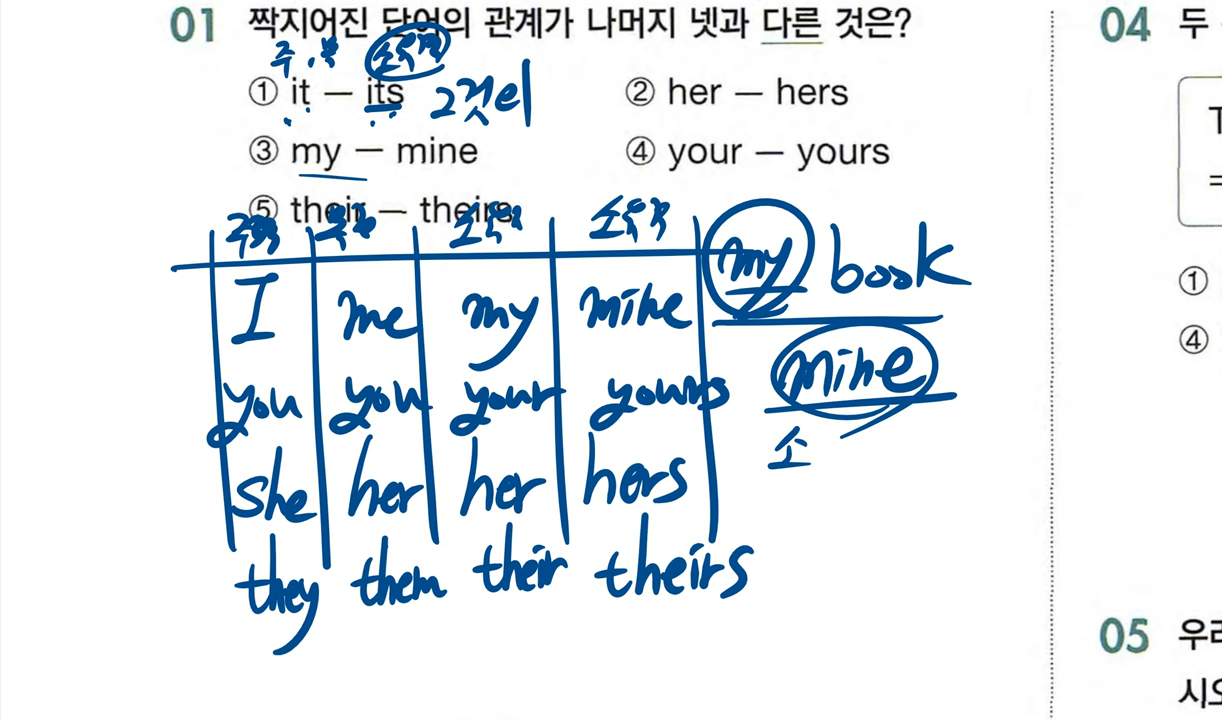 01 짝지어진 단어의 관계가 나머지 넷과 다른 것은?
주, 목 소유격
① it – its 그것의
② her – hers
③ my – mine
④ your – yours
⑤ their – theirs
주격 목적 소유격
I me my mine
you you your yours
she her her hers
they them their theirs
my book
mine
소
04 두
①
④
05 우리
시오